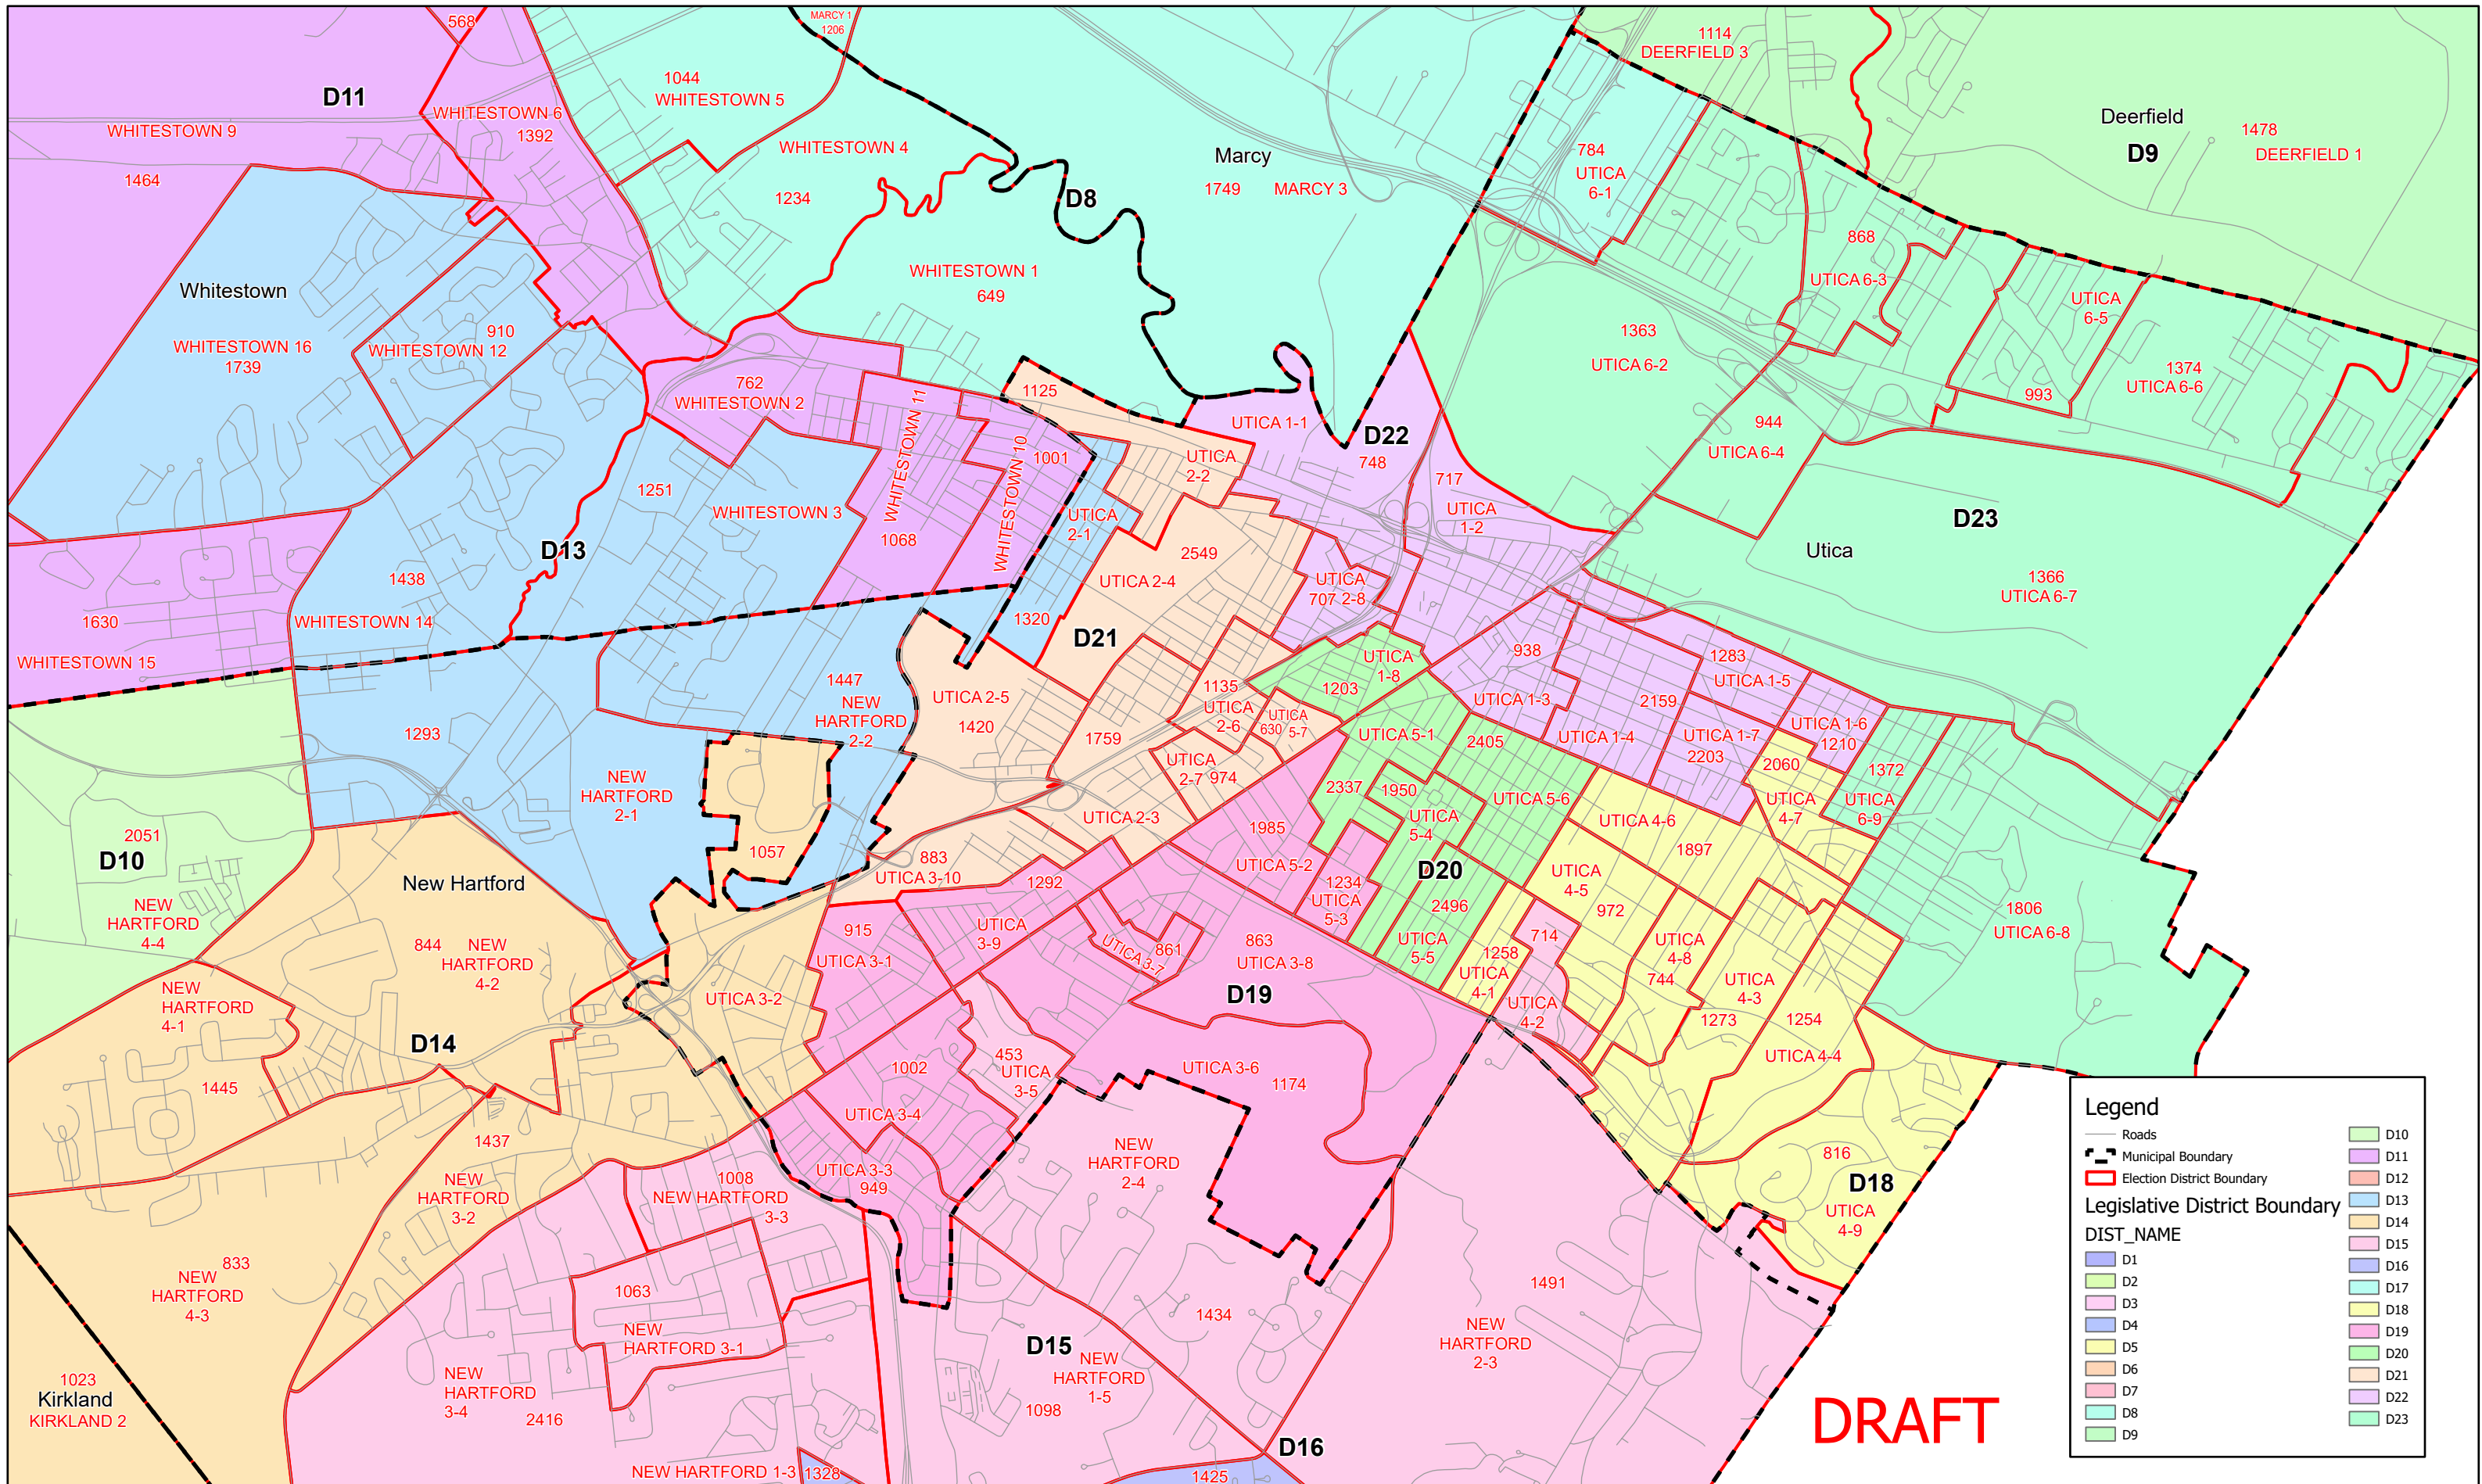 568
MARCY 1
1206
1114
DEERFIELD 3
1044
WHITESTOWN 5
D11
WHITESTOWN 6
1392
WHITESTOWN 9
1464
WHITESTOWN 4
1234
Marcy
1749 MARCY 3
D8
784
UTICA
6-1
Deerfield
D9
1478
DEERFIELD 1
868
UTICA 6-3
WHITESTOWN 1
649
Whitestown
WHITESTOWN 16
1739
910
WHITESTOWN 12
1363
UTICA 6-2
UTICA
6-5
1374
UTICA 6-6
993
762
WHITESTOWN 2
1125
UTICA 1-1
D22
748
944
UTICA 6-4
WHITESTOWN 11
1068
WHITESTOWN 10
1001
UTICA
2-2
717
UTICA
1-2
1251
WHITESTOWN 3
UTICA
2-1
D23
Utica
D13
2549
UTICA 2-4
1438
WHITESTOWN 14
1366
UTICA 6-7
UTICA
707 2-8
1630
WHITESTOWN 15
1320
D21
938
UTICA 1-3
UTICA
1-8
1203
1283
UTICA 1-5
1447
NEW
HARTFORD
2-2
UTICA 2-5
1420
1135
UTICA
2-6
2159
UTICA 1-4
UTICA
630 5-7
UTICA 1-6
1210
1293
1759
UTICA 5-1
2405
UTICA 1-7
2203
2060
UTICA
4-7
1372
UTICA
6-9
NEW
HARTFORD
2-1
UTICA
2-7 974
2337
1950
UTICA
5-4
UTICA 5-6
UTICA 2-3
1985
UTICA 5-2
UTICA 4-6
1897
2051
D10
1057
883
UTICA 3-10
New Hartford
1292
1234
UTICA
5-3
D20
2496
UTICA
5-5
UTICA
4-5
972
NEW
HARTFORD
4-4
915
UTICA 3-1
UTICA
3-9
UTICA 3-7
861
863
UTICA 3-8
714
UTICA
4-2
1258
UTICA
4-1
UTICA
4-8
744
1806
UTICA 6-8
844
NEW
HARTFORD
4-2
UTICA 3-2
D19
UTICA
4-3
1273
1254
UTICA 4-4
NEW
HARTFORD
4-1
D14
1445
1002
UTICA 3-4
453
UTICA
3-5
UTICA 3-6
1174
1437
NEW
HARTFORD
3-2
1008
NEW HARTFORD
3-3
UTICA 3-3
949
NEW
HARTFORD
2-4
816
D18
UTICA
4-9
833
NEW
HARTFORD
4-3
1063
NEW
HARTFORD 3-1
1434
1491
NEW
HARTFORD
2-3
D15
NEW
HARTFORD
1-5
1098
1023
Kirkland
KIRKLAND 2
NEW
HARTFORD
3-4
2416
D16
NEW HARTFORD 1-3
1328
1425
DRAFT
Legend
Roads
Municipal Boundary
Election District Boundary
Legislative District Boundary
DIST_NAME
D1
D2
D3
D4
D5
D6
D7
D8
D9
D10
D11
D12
D13
D14
D15
D16
D17
D18
D19
D20
D21
D22
D23